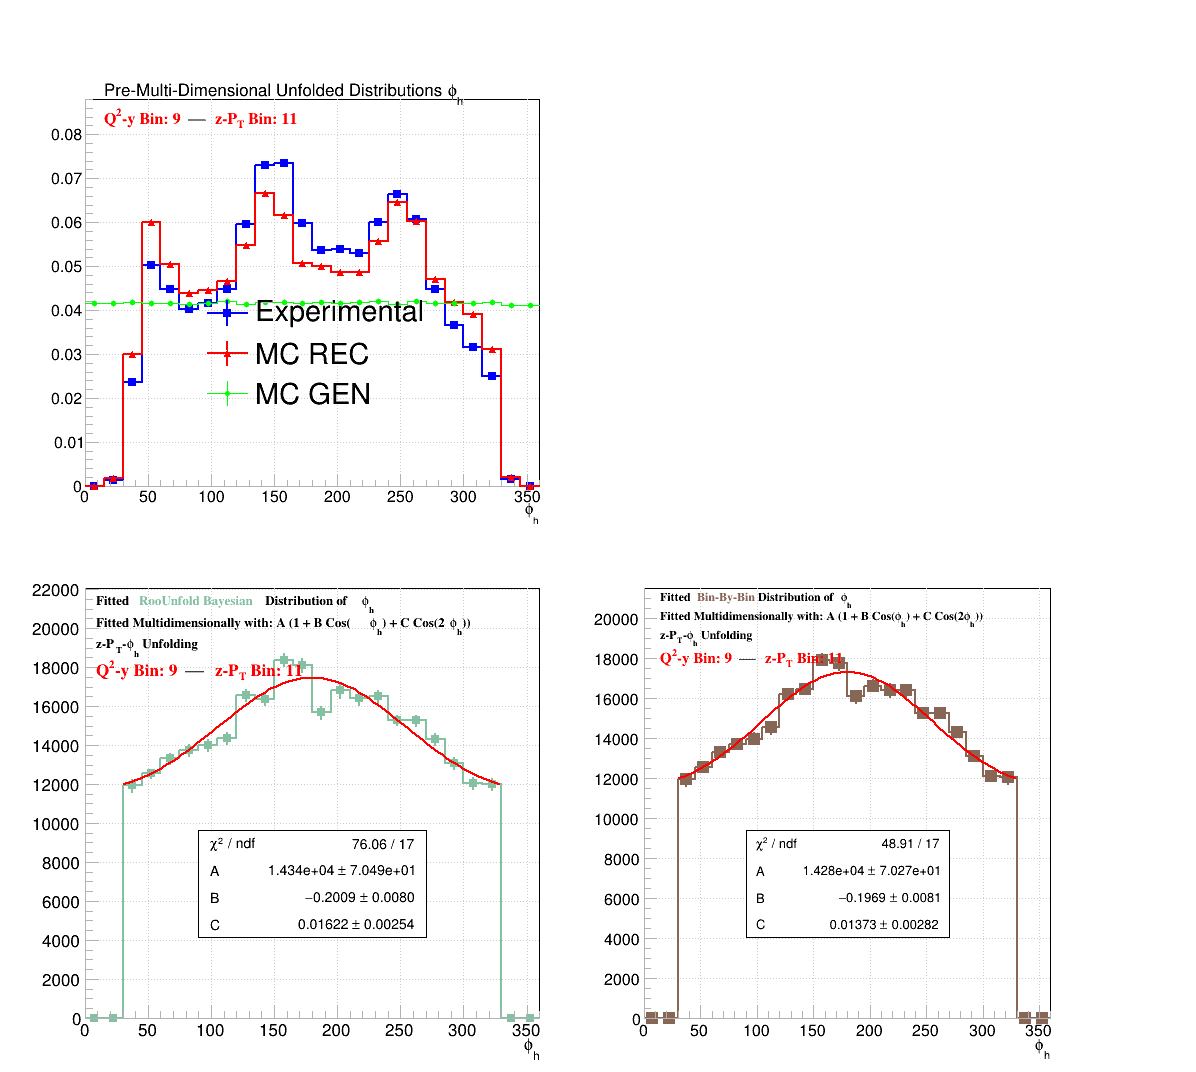 Pre-Multi-Dimensional Unfolded Distributions ϕh
Q2-y Bin: 9 — z-PT Bin: 11
0.08
0.07
0.06
0.05
0.04
0.03
0.02
0.01
0
Experimental
MC REC
MC GEN
0 50 100 150 200 250 300 350
ϕh
22000
20000
18000
16000
14000
12000
10000
8000
6000
4000
2000
0
Fitted RooUnfold Bayesian Distribution of ϕh
Fitted Multidimensionally with: A (1 + B Cos( ϕh) + C Cos(2 ϕh))
z-PT-ϕh Unfolding
Q2-y Bin: 9 — z-PT Bin: 11
χ2 / ndf 76.06 / 17
A 1.434e+04 ± 7.049e+01
B −0.2009 ± 0.0080
C 0.01622 ± 0.00254
0 50 100 150 200 250 300 350
ϕh
20000
18000
16000
14000
12000
10000
8000
6000
4000
2000
0
Fitted Bin-By-Bin Distribution of ϕh
Fitted Multidimensionally with: A (1 + B Cos(ϕh) + C Cos(2ϕh))
z-PT-ϕh Unfolding
Q2-y Bin: 9 — z-PT Bin: 11
χ2 / ndf 48.91 / 17
A 1.428e+04 ± 7.027e+01
B −0.1969 ± 0.0081
C 0.01373 ± 0.00282
0 50 100 150 200 250 300 350
ϕh